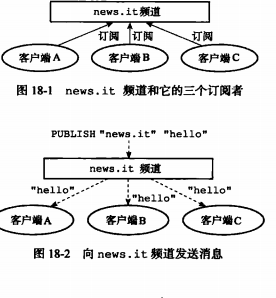 news.it 频道
订阅 订阅 订阅
客户端A 客户端B 客户端C
图 18-1 news.it 频道和它的三个订阅者
PUBLISH "news.it" "hello"
news.it 频道
"hello" "hello" "hello"
客户端A 客户端B 客户端C
图 18-2 向 news.it 频道发送消息